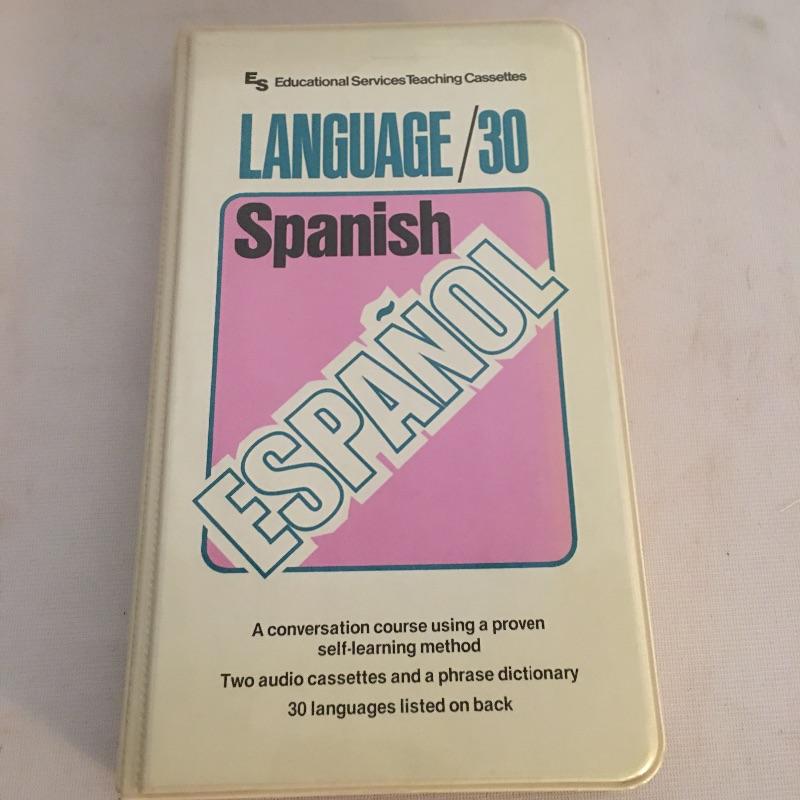 ES Educational Services Teaching Cassettes
LANGUAGE/30
Spanish
ESPAÑOL
A conversation course using a proven
self-learning method
Two audio cassettes and a phrase dictionary
30 languages listed on back